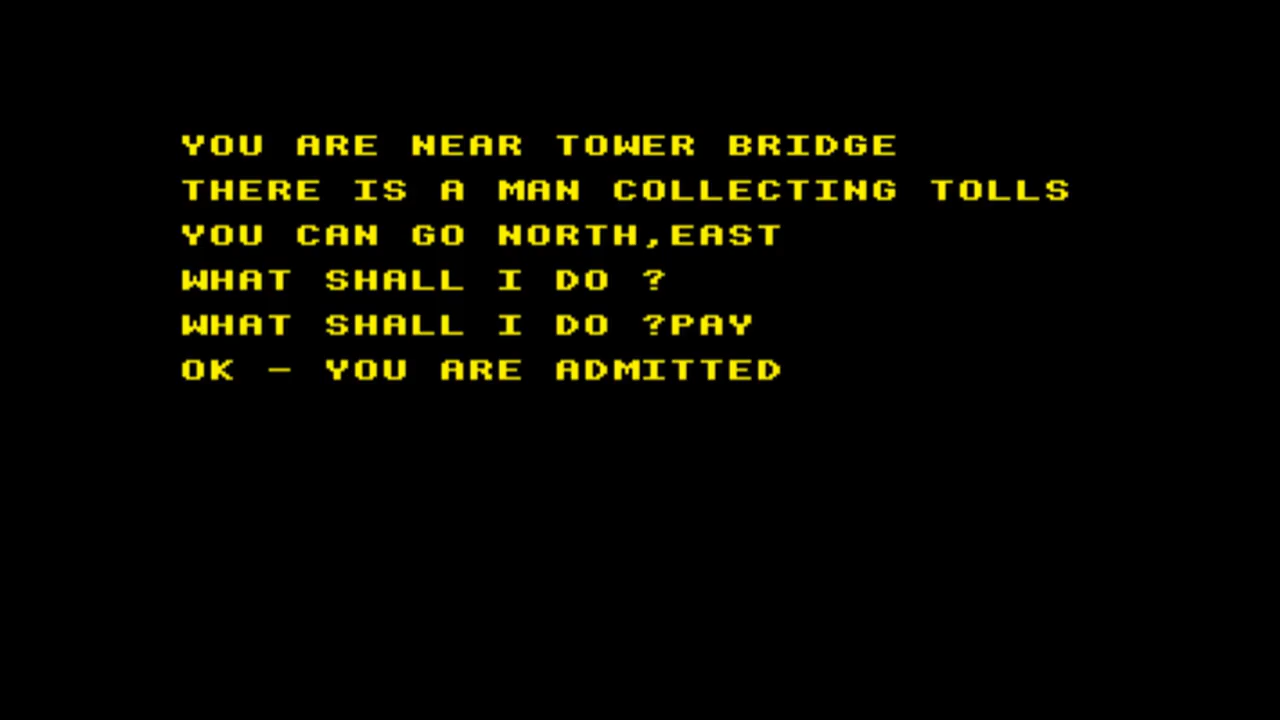 YOU ARE NEAR TOWER BRIDGE
THERE IS A MAN COLLECTING TOLLS
YOU CAN GO NORTH,EAST
WHAT SHALL I DO ?
WHAT SHALL I DO ?PAY
OK - YOU ARE ADMITTED